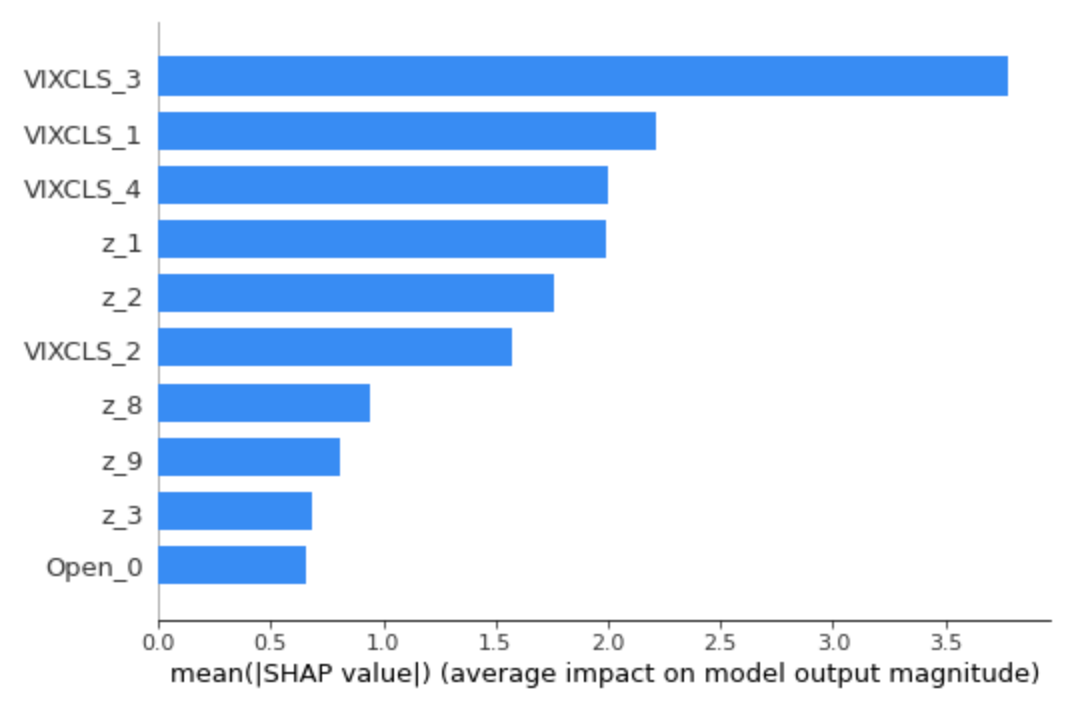 VIXCLS_3
VIXCLS_1
VIXCLS_4
z_1
z_2
VIXCLS_2
z_8
z_9
z_3
Open_0
0.0 0.5 1.0 1.5 2.0 2.5 3.0 3.5
mean(|SHAP value|) (average impact on model output magnitude)